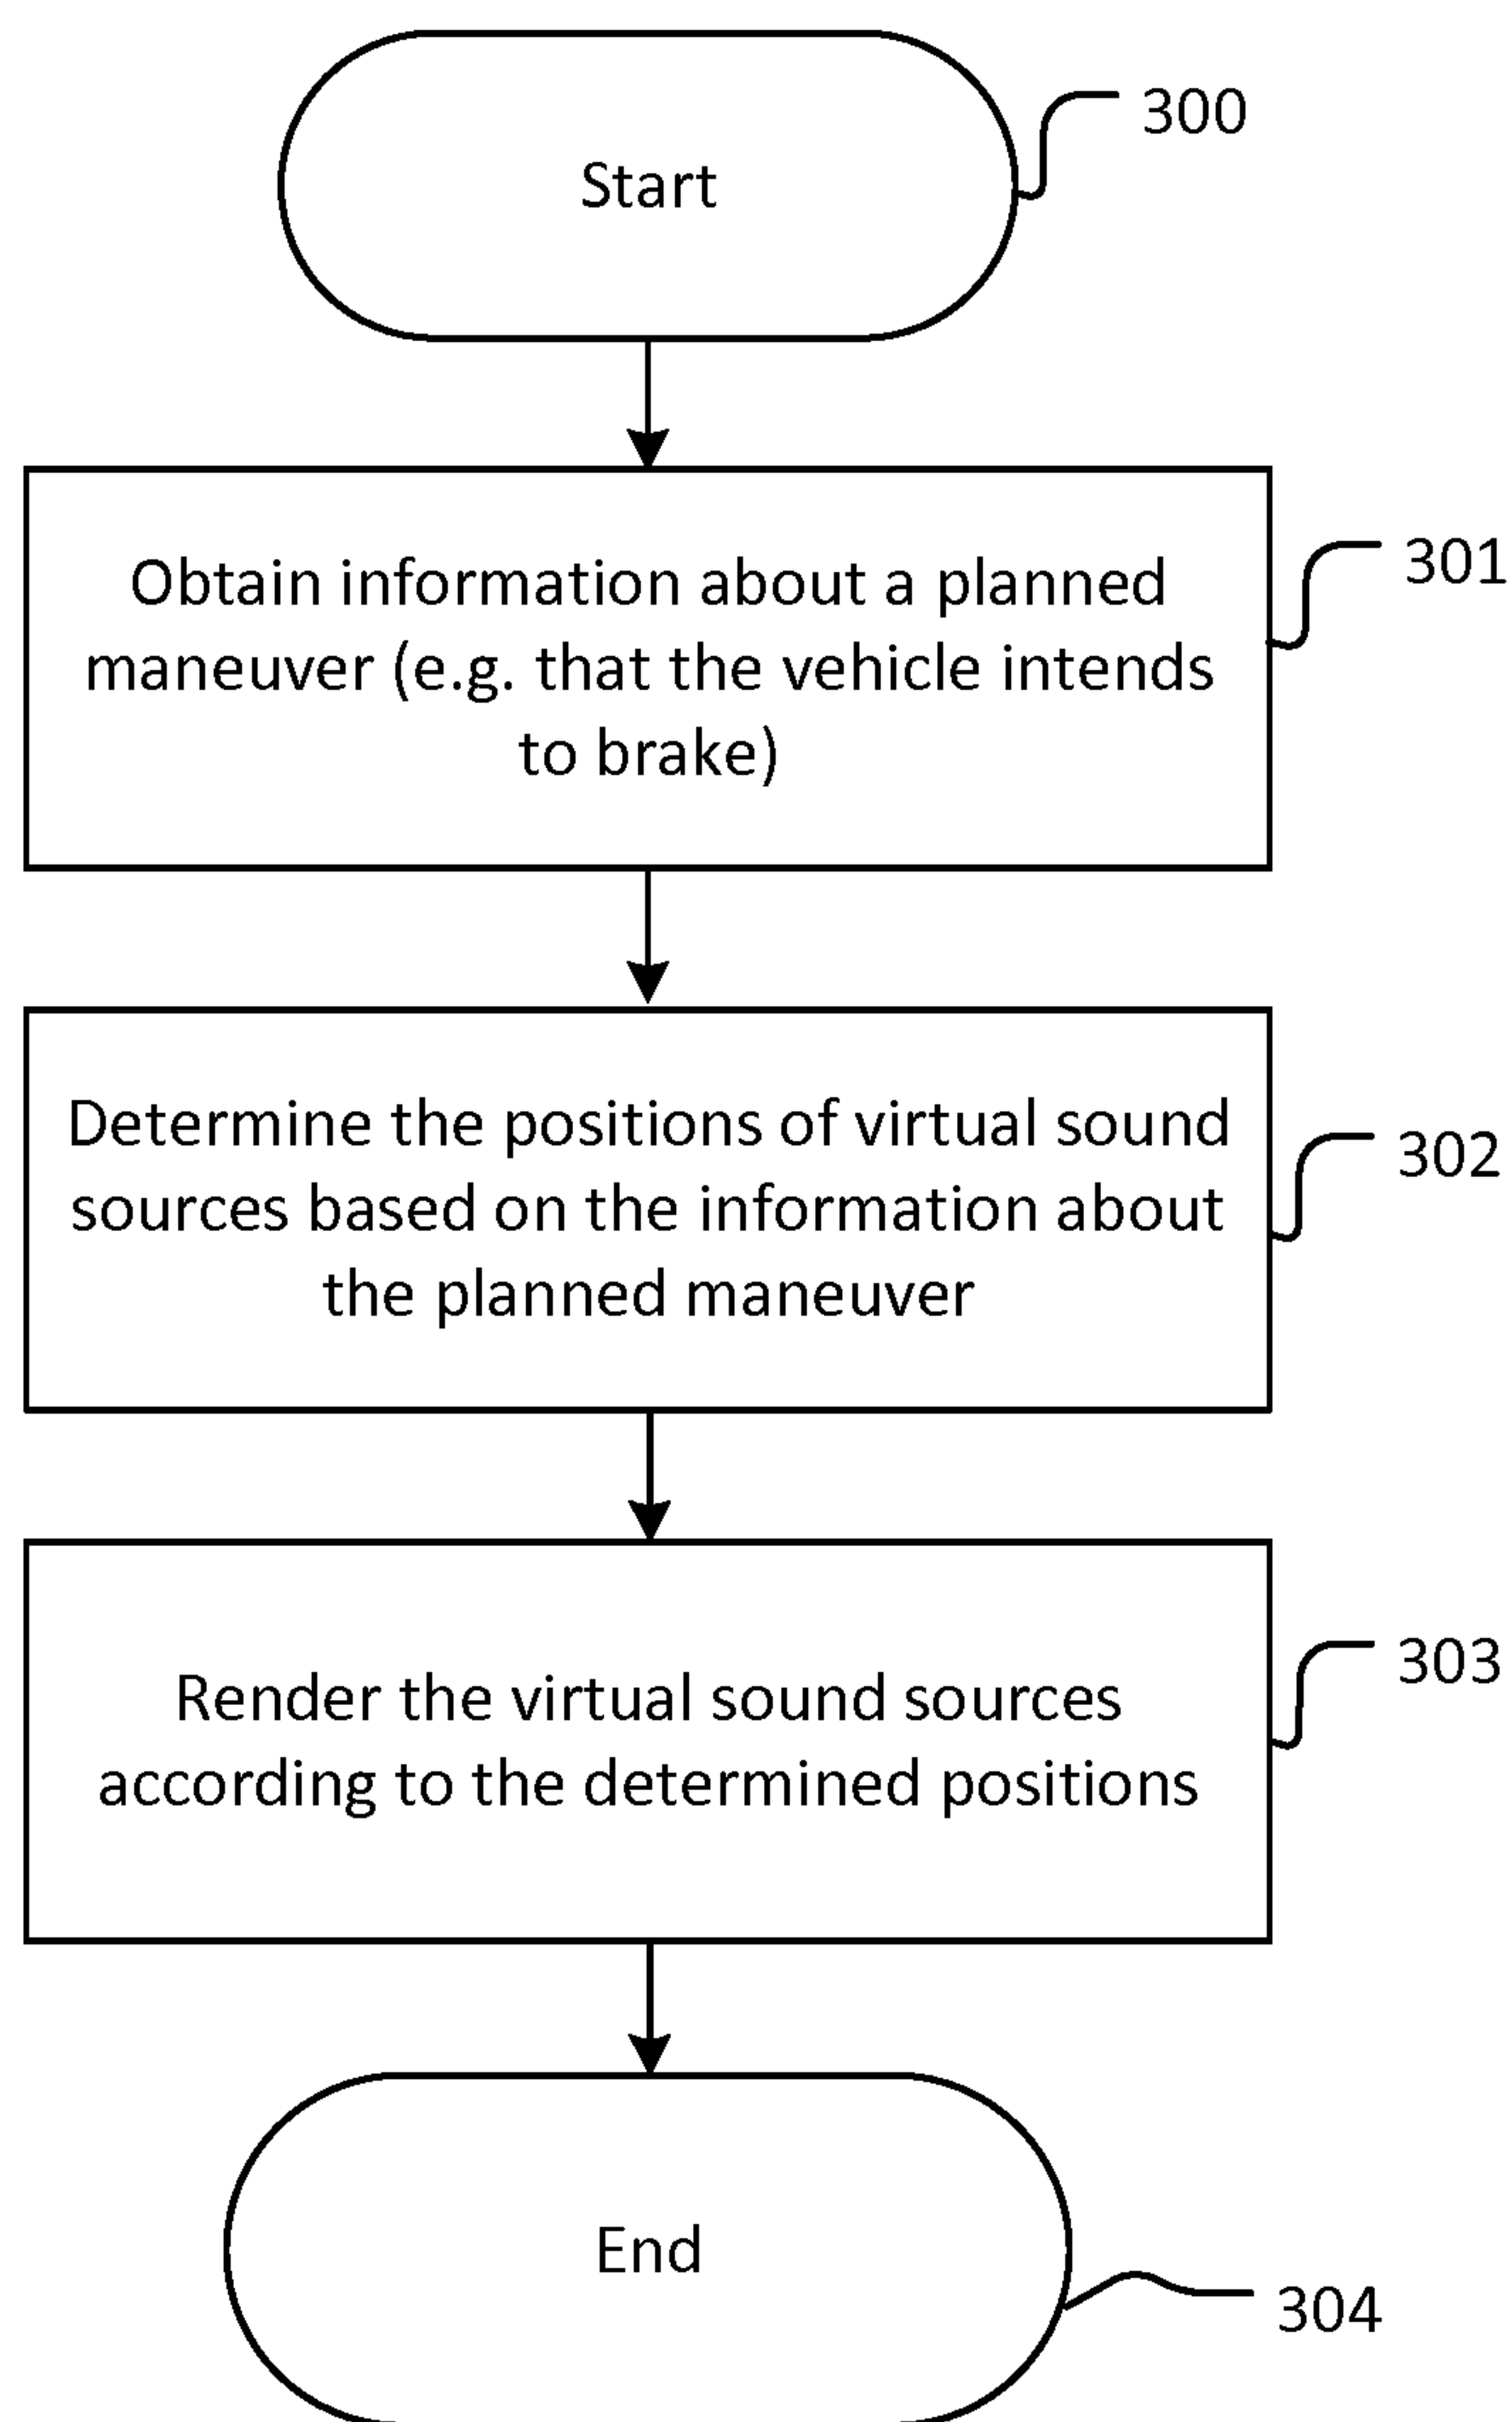 Start
300
Obtain information about a planned
maneuver (e.g. that the vehicle intends
to brake)
301
Determine the positions of virtual sound
sources based on the information about
the planned maneuver
302
Render the virtual sound sources
according to the determined positions
303
End
304